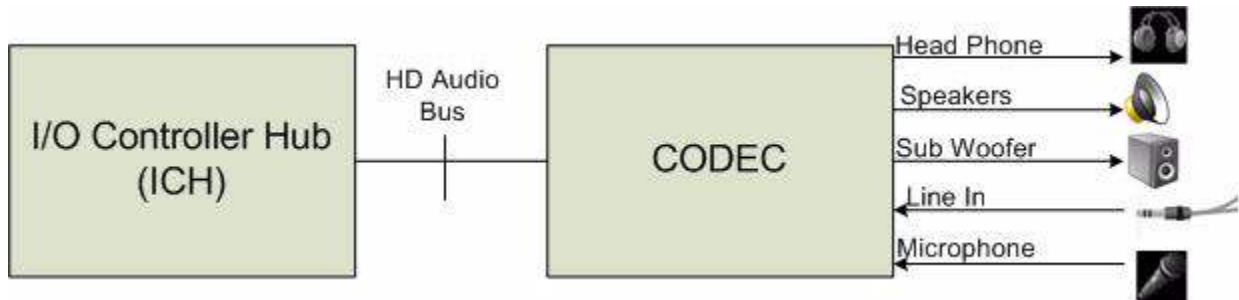 I/O Controller Hub
(ICH)
HD Audio
Bus
CODEC
Head Phone
Speakers
Sub Woofer
Line In
Microphone